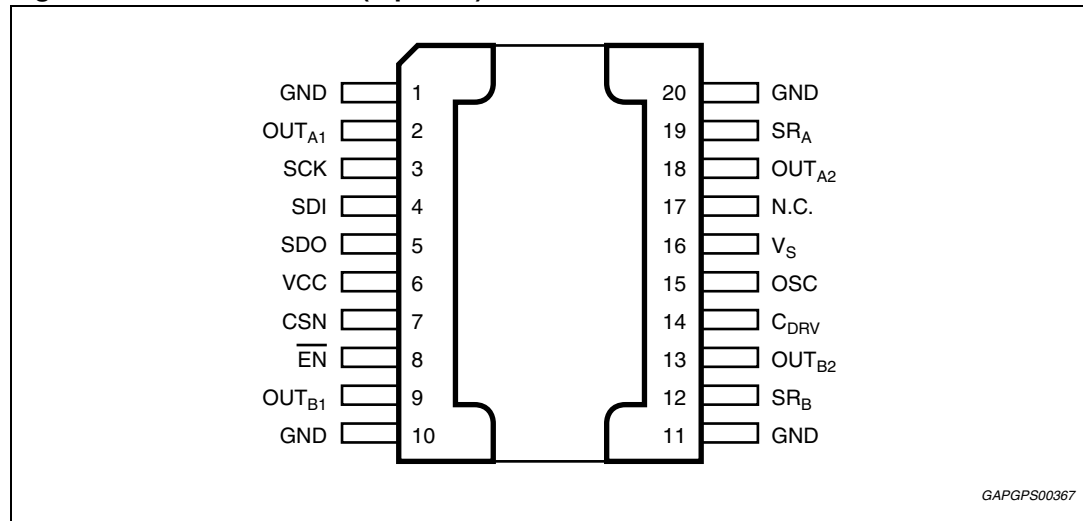 GND 1 20 GND
OUTA1 2 19 SRA
SCK 3 18 OUTA2
SDI 4 17 N.C.
SDO 5 16 VS
VCC 6 15 OSC
CSN 7 14 CDRV
EN 8 13 OUTB2
OUTB1 9 12 SRB
GND 10 11 GND
GAPGPS00367